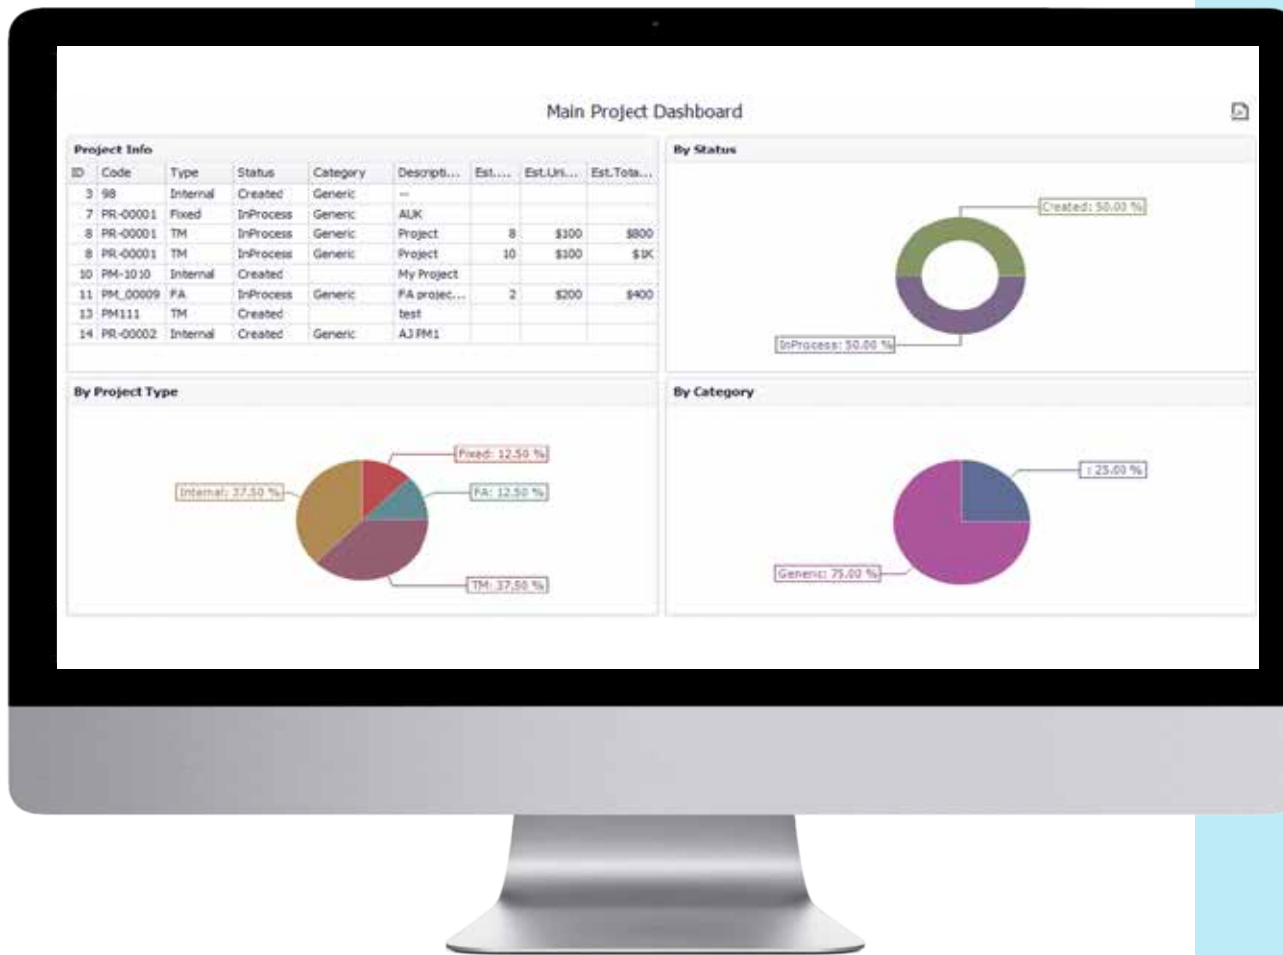 Main Project Dashboard
Project Info
ID Code Type Status Category Descripti... Est.... Est.Uni... Est.Tota...
3 98 Internal Created Generic --
7 PR-00001 Fixed InProcess Generic AUK
8 PR-00001 TM InProcess Generic Project 8 $100 $800
8 PR-00001 TM InProcess Generic Project 10 $100 $1K
10 PM-1010 Internal Created My Project
11 PM_00009 FA InProcess Generic FA projec... 2 $200 $400
13 PM111 TM Created test
14 PR-00002 Internal Created Generic AJ PM1
By Status
Created: 50.00 %
InProcess: 50.00 %
By Project Type
Fixed: 12.50 %
Internal: 37.50 %
FA: 12.50 %
TM: 37.50 %
By Category
: 25.00 %
Generic: 75.00 %